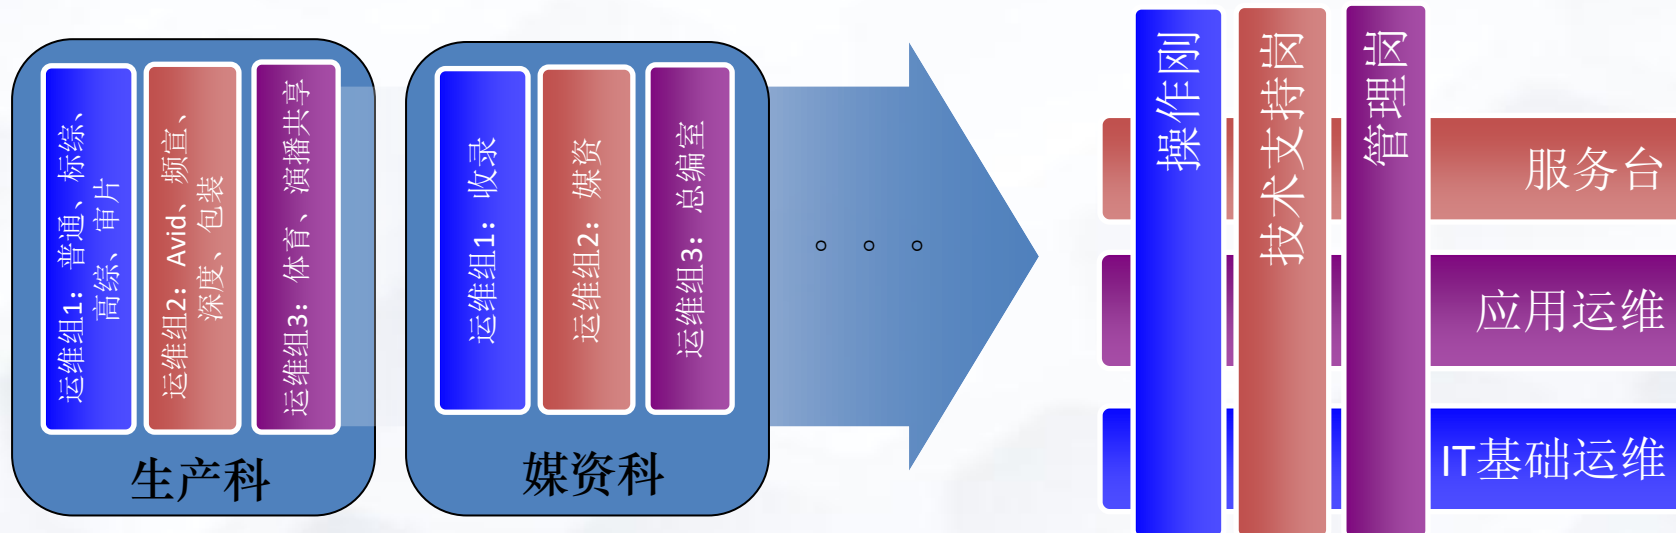 运维组1：普通、标综、
高综、审片
运维组2：Avid、频宣、
深度、包装
运维组3：体育、演播共享
生产科
运维组1：收录
运维组2：媒资
运维组3：总编室
媒资科
。。。
操作刚
技术支持岗
管理岗
服务台
应用运维
IT基础运维